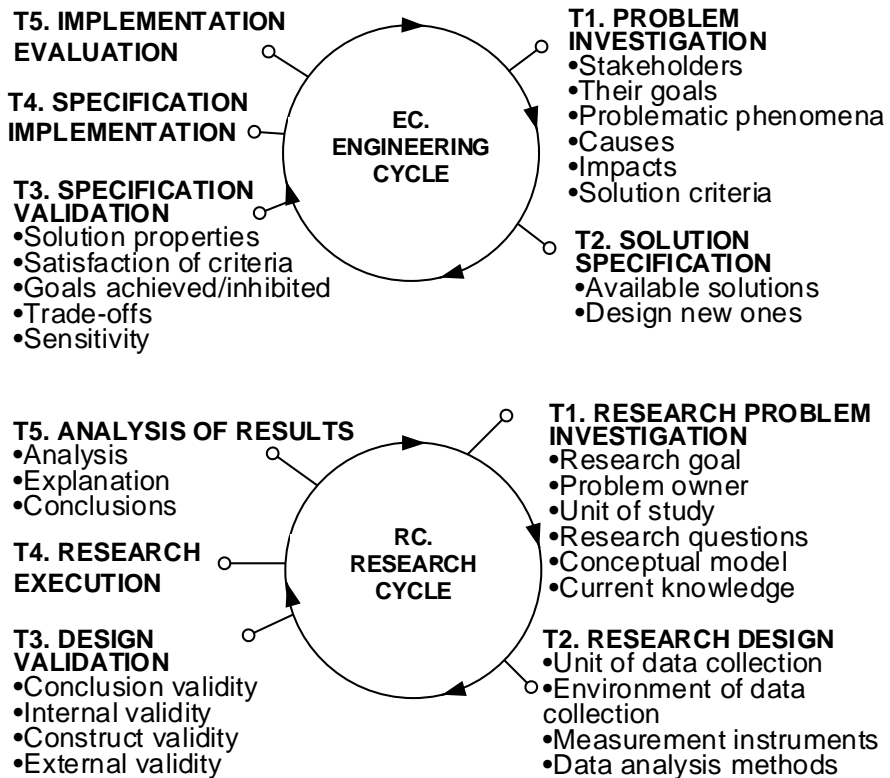 T5. IMPLEMENTATION
EVALUATION
T4. SPECIFICATION
IMPLEMENTATION
T3. SPECIFICATION
VALIDATION
•Solution properties
•Satisfaction of criteria
•Goals achieved/inhibited
•Trade-offs
•Sensitivity
EC.
ENGINEERING
CYCLE
T1. PROBLEM
INVESTIGATION
•Stakeholders
•Their goals
•Problematic phenomena
•Causes
•Impacts
•Solution criteria
T2. SOLUTION
SPECIFICATION
•Available solutions
•Design new ones
T5. ANALYSIS OF RESULTS
•Analysis
•Explanation
•Conclusions
T4. RESEARCH
EXECUTION
T3. DESIGN
VALIDATION
•Conclusion validity
•Internal validity
•Construct validity
•External validity
RC.
RESEARCH
CYCLE
T1. RESEARCH PROBLEM
INVESTIGATION
•Research goal
•Problem owner
•Unit of study
•Research questions
•Conceptual model
•Current knowledge
T2. RESEARCH DESIGN
•Unit of data collection
•Environment of data
collection
•Measurement instruments
•Data analysis methods